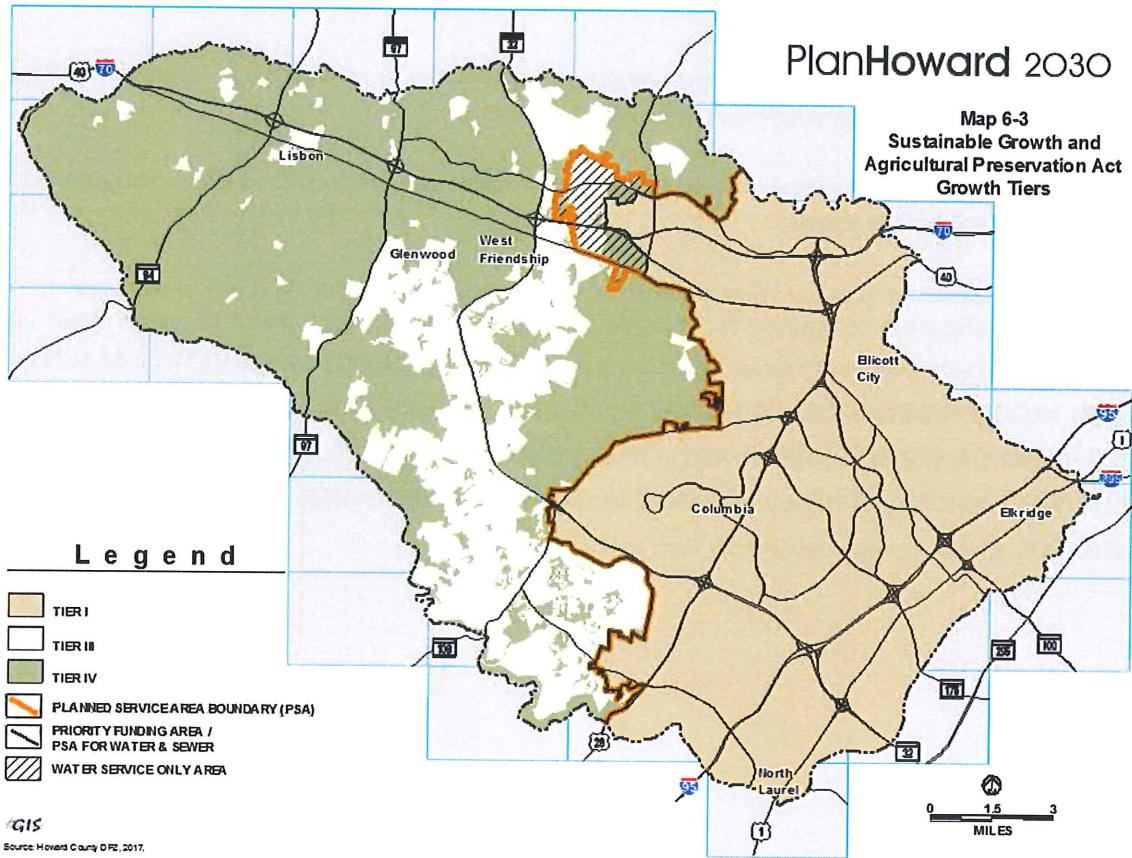 PlanHoward 2030
Map 6-3
Sustainable Growth and
Agricultural Preservation Act
Growth Tiers
40
70
97
32
Lisbon
94
Glenwood
West
Friendship
70
40
Ellicott
City
95
1
97
Columbia
Elkridge
108
29
100
32
95
North
Laurel
1
0 1.5 3
MILES
Legend
TIER I
TIER III
TIER IV
PLANNED SERVICE AREA BOUNDARY (PSA)
PRIORITY FUNDING AREA /
PSA FOR WATER & SEWER
WATER SERVICE ONLY AREA
GIS
Source: Howard County DPZ, 2017.